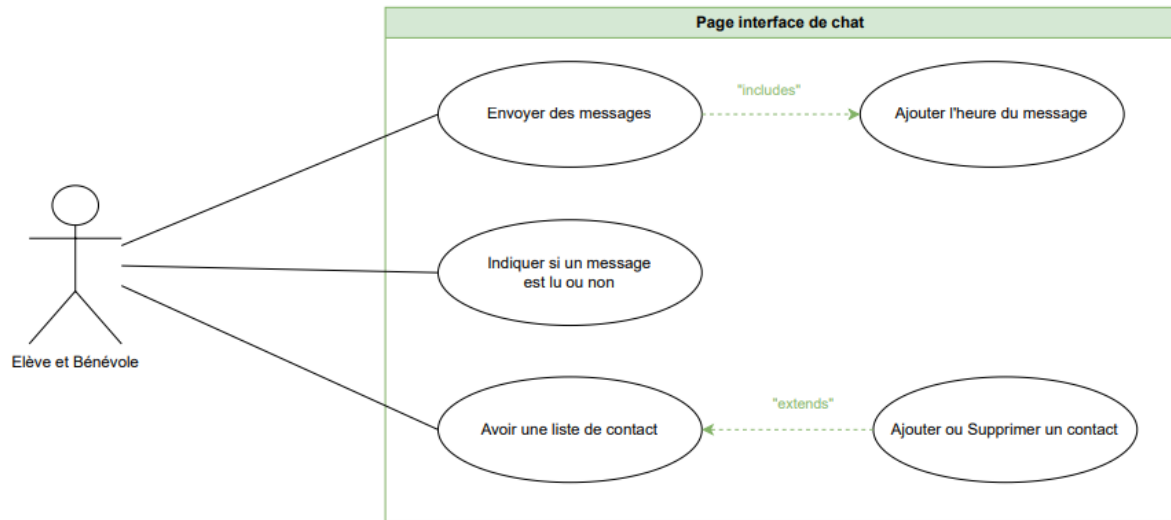 Page interface de chat
Envoyer des messages
"includes"
Ajouter l'heure du message
Indiquer si un message
est lu ou non
Elève et Bénévole
Avoir une liste de contact
"extends"
Ajouter ou Supprimer un contact